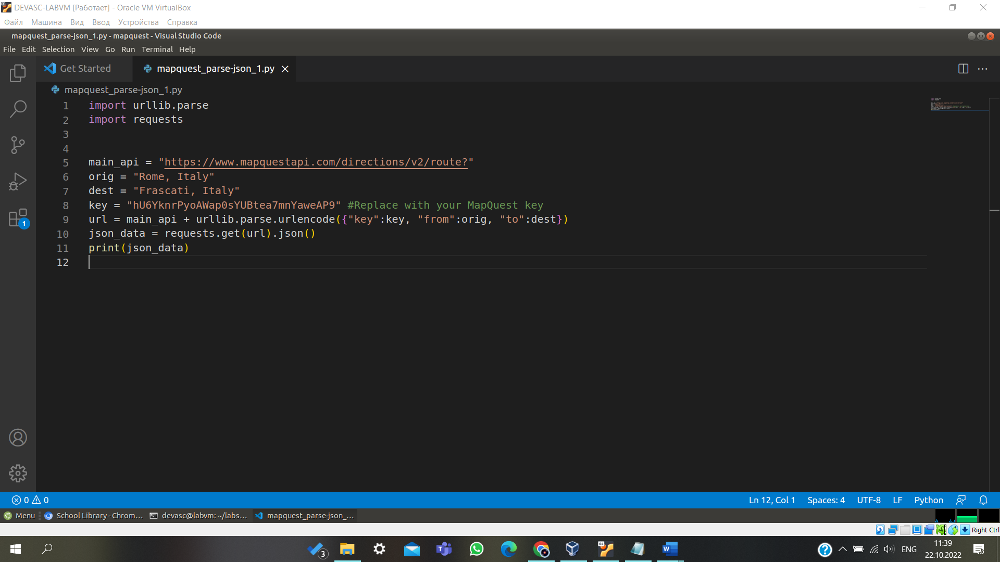 DEVASC-LABVM [Работает] - Oracle VM VirtualBox
Файл Машина Вид Ввод Устройства Справка
mapquest_parse-json_1.py - mapquest - Visual Studio Code
File Edit Selection View Go Run Terminal Help
Get Started mapquest_parse-json_1.py
mapquest_parse-json_1.py
1 import urllib.parse
2 import requests
3
4
5 main_api = "https://www.mapquestapi.com/directions/v2/route?"
6 orig = "Rome, Italy"
7 dest = "Frascati, Italy"
8 key = "hU6YknrPyoAWap0sYUBtea7mnYaweAP9" #Replace with your MapQuest key
9 url = main_api + urllib.parse.urlencode({"key":key, "from":orig, "to":dest})
10 json_data = requests.get(url).json()
11 print(json_data)
12
1
0 0 Ln 12, Col 1 Spaces: 4 UTF-8 LF Python
Menu School Library - Chrom... devasc@labvm: ~/labs... mapquest_parse-json_...
Right Ctrl
3 ENG 11:39
22.10.2022